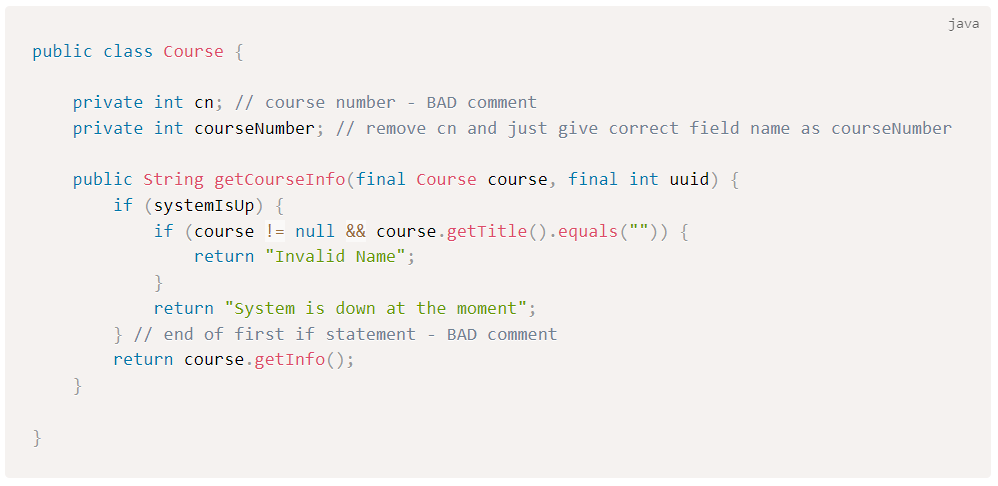 java
public class Course {
private int cn; // course number - BAD comment
private int courseNumber; // remove cn and just give correct field name as courseNumber
public String getCourseInfo(final Course course, final int uuid) {
if (systemIsUp) {
if (course != null && course.getTitle().equals("")) {
return "Invalid Name";
}
return "System is down at the moment";
} // end of first if statement - BAD comment
return course.getInfo();
}
}